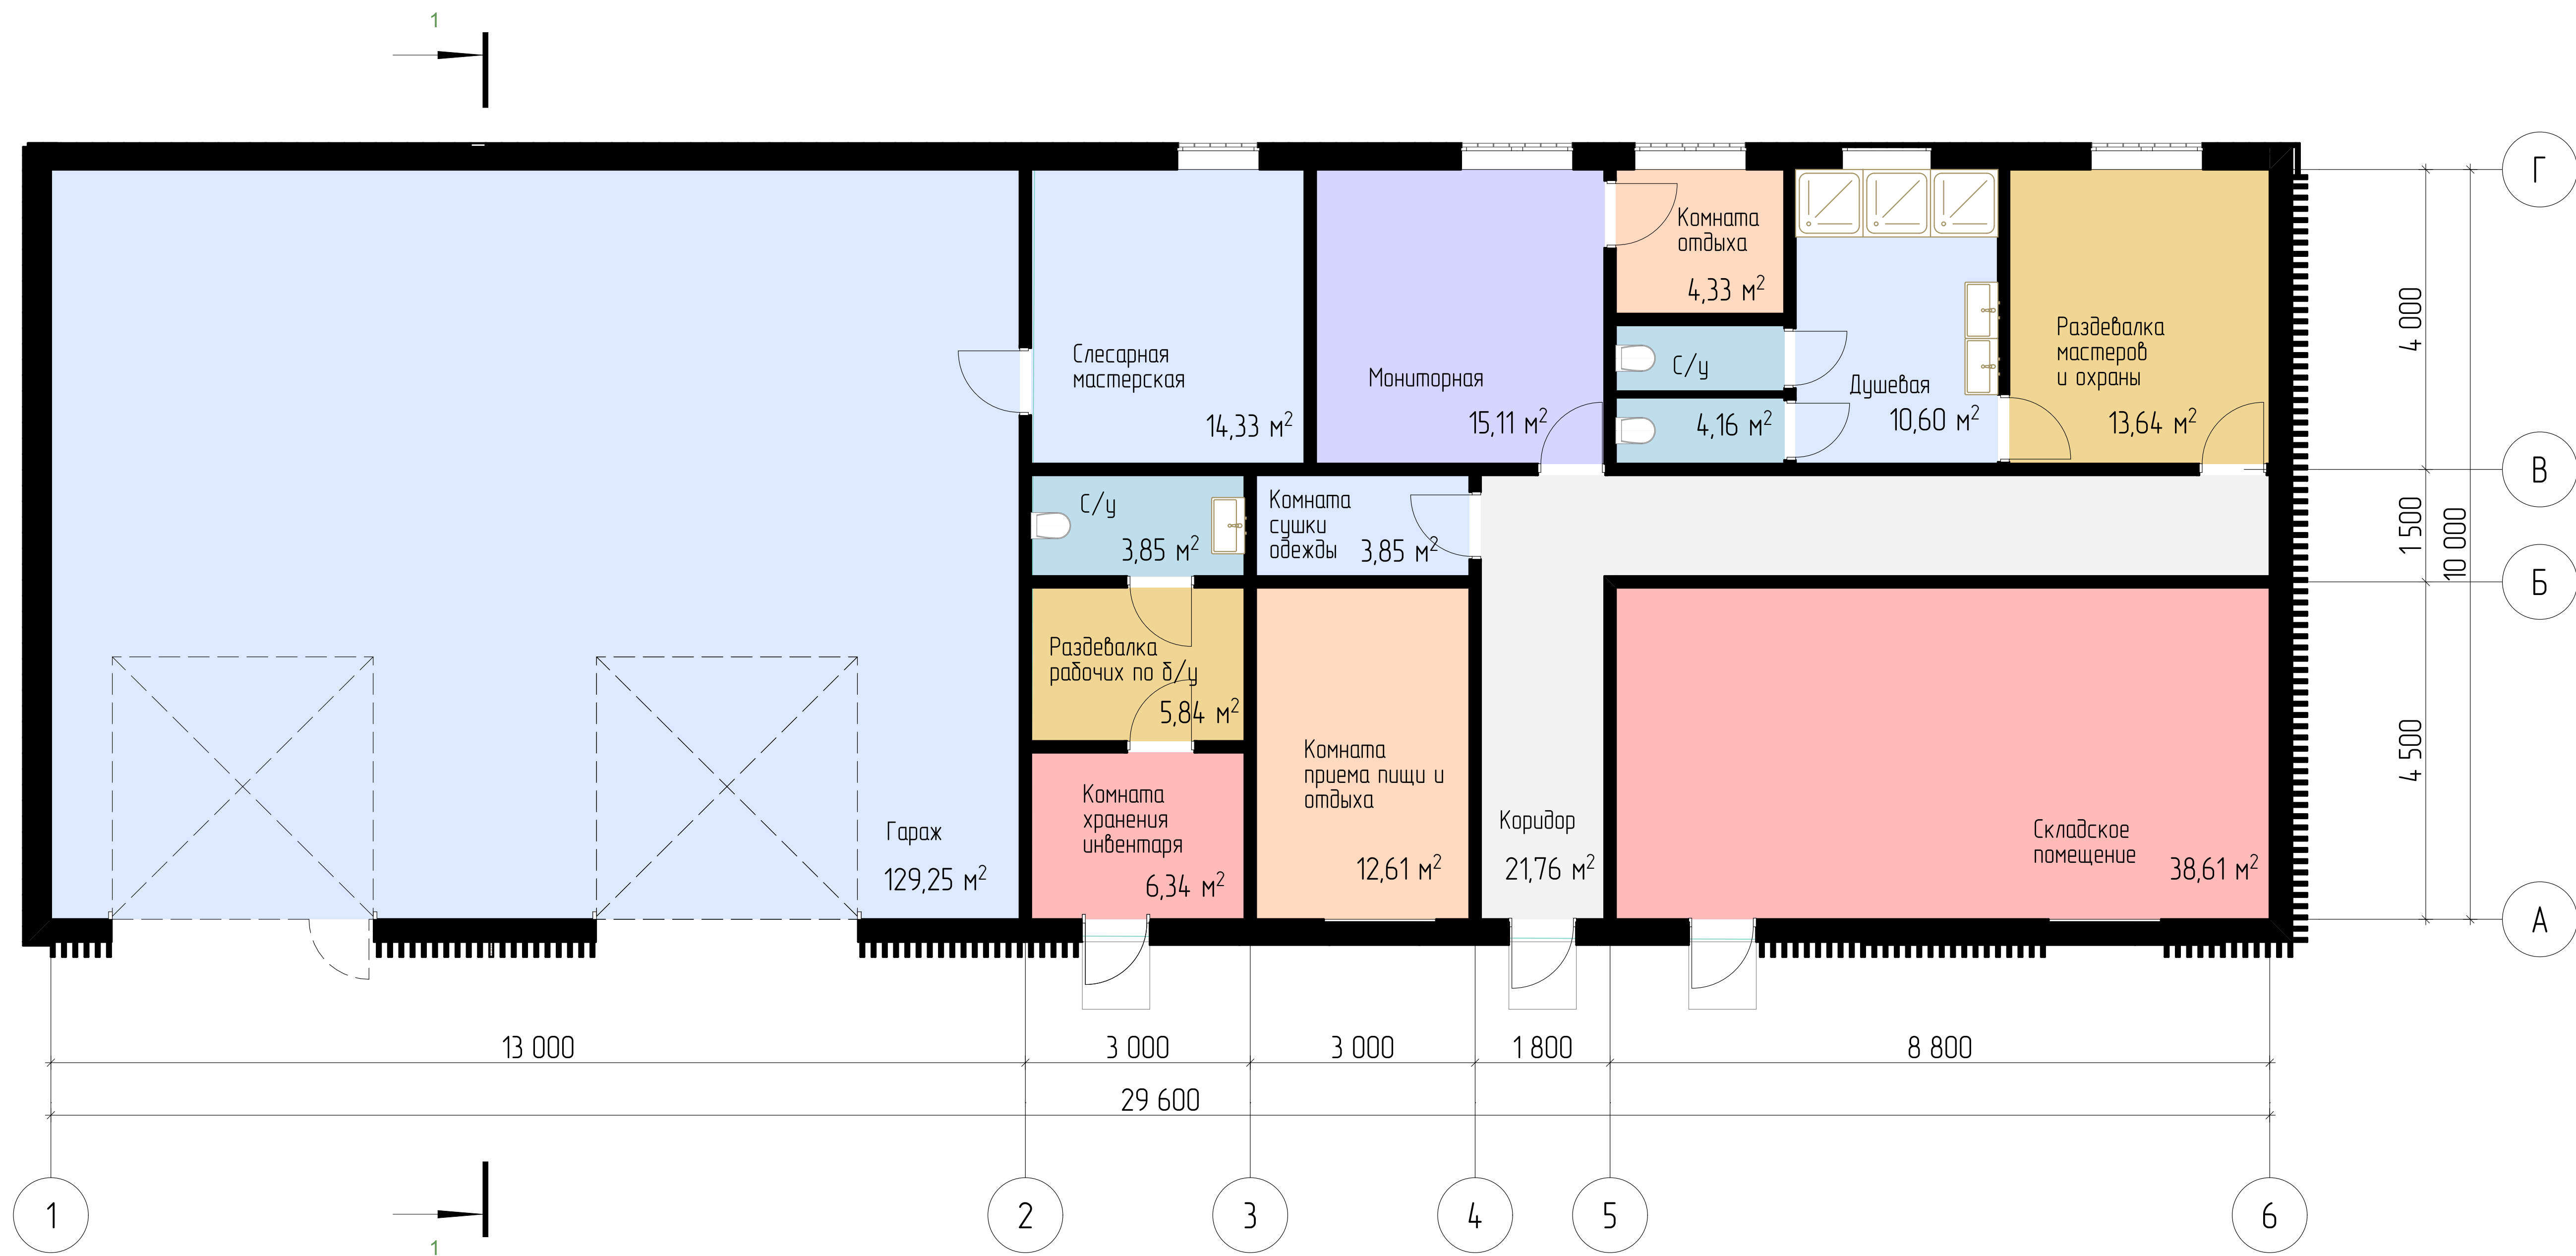 1
Г
Комната
отдыха
4,33 м²
Слесарная
мастерская
14,33 м²
Мониторная
15,11 м²
С/у
4,16 м²
Душевая
10,60 м²
Раздевалка
мастеров
и охраны
13,64 м²
4 000
В
С/у
3,85 м²
Комната
сушки
одежды
3,85 м²
1 500
10 000
Б
Раздевалка
рабочих по б/у
5,84 м²
Комната
хранения
инвентаря
6,34 м²
Комната
приема пищи и
отдыха
12,61 м²
Коридор
21,76 м²
Складское
помещение
38,61 м²
4 500
А
Гараж
129,25 м²
13 000
3 000
3 000
1 800
8 800
29 600
1
2
3
4
5
6
1